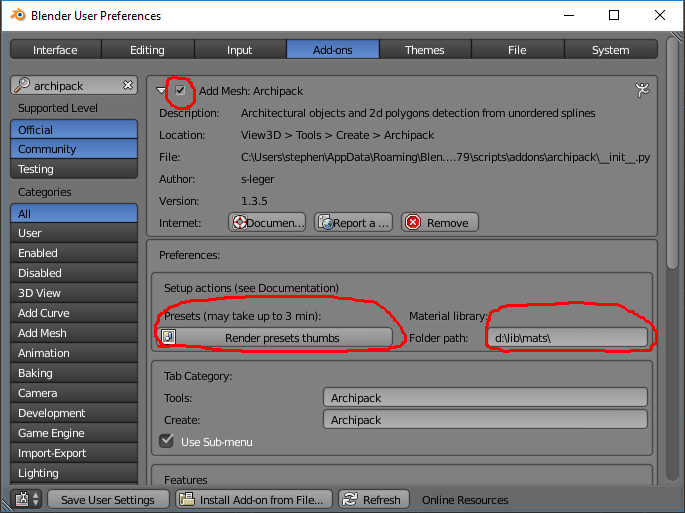 Blender User Preferences
Interface Editing Input Add-ons Themes File System
archipack
Supported Level
Official
Community
Testing
Categories
All
User
Enabled
Disabled
3D View
Add Curve
Add Mesh
Animation
Baking
Camera
Development
Game Engine
Import-Export
Lighting
Add Mesh: Archipack
Description: Architectural objects and 2d polygons detection from unordered splines
Location: View3D > Tools > Create > Archipack
File: C:\Users\stephen\AppData\Roaming\Blen....79\scripts\addons\archipack\__init__.py
Author: s-leger
Version: 1.3.5
Internet: Documen... Report a ... Remove
Preferences:
Setup actions (see Documentation)
Presets (may take up to 3 min): Material library:
Render presets thumbs Folder path: d:\lib\mats\
Tab Category:
Tools: Archipack
Create: Archipack
Use Sub-menu
Features
Save User Settings Install Add-on from File... Refresh Online Resources